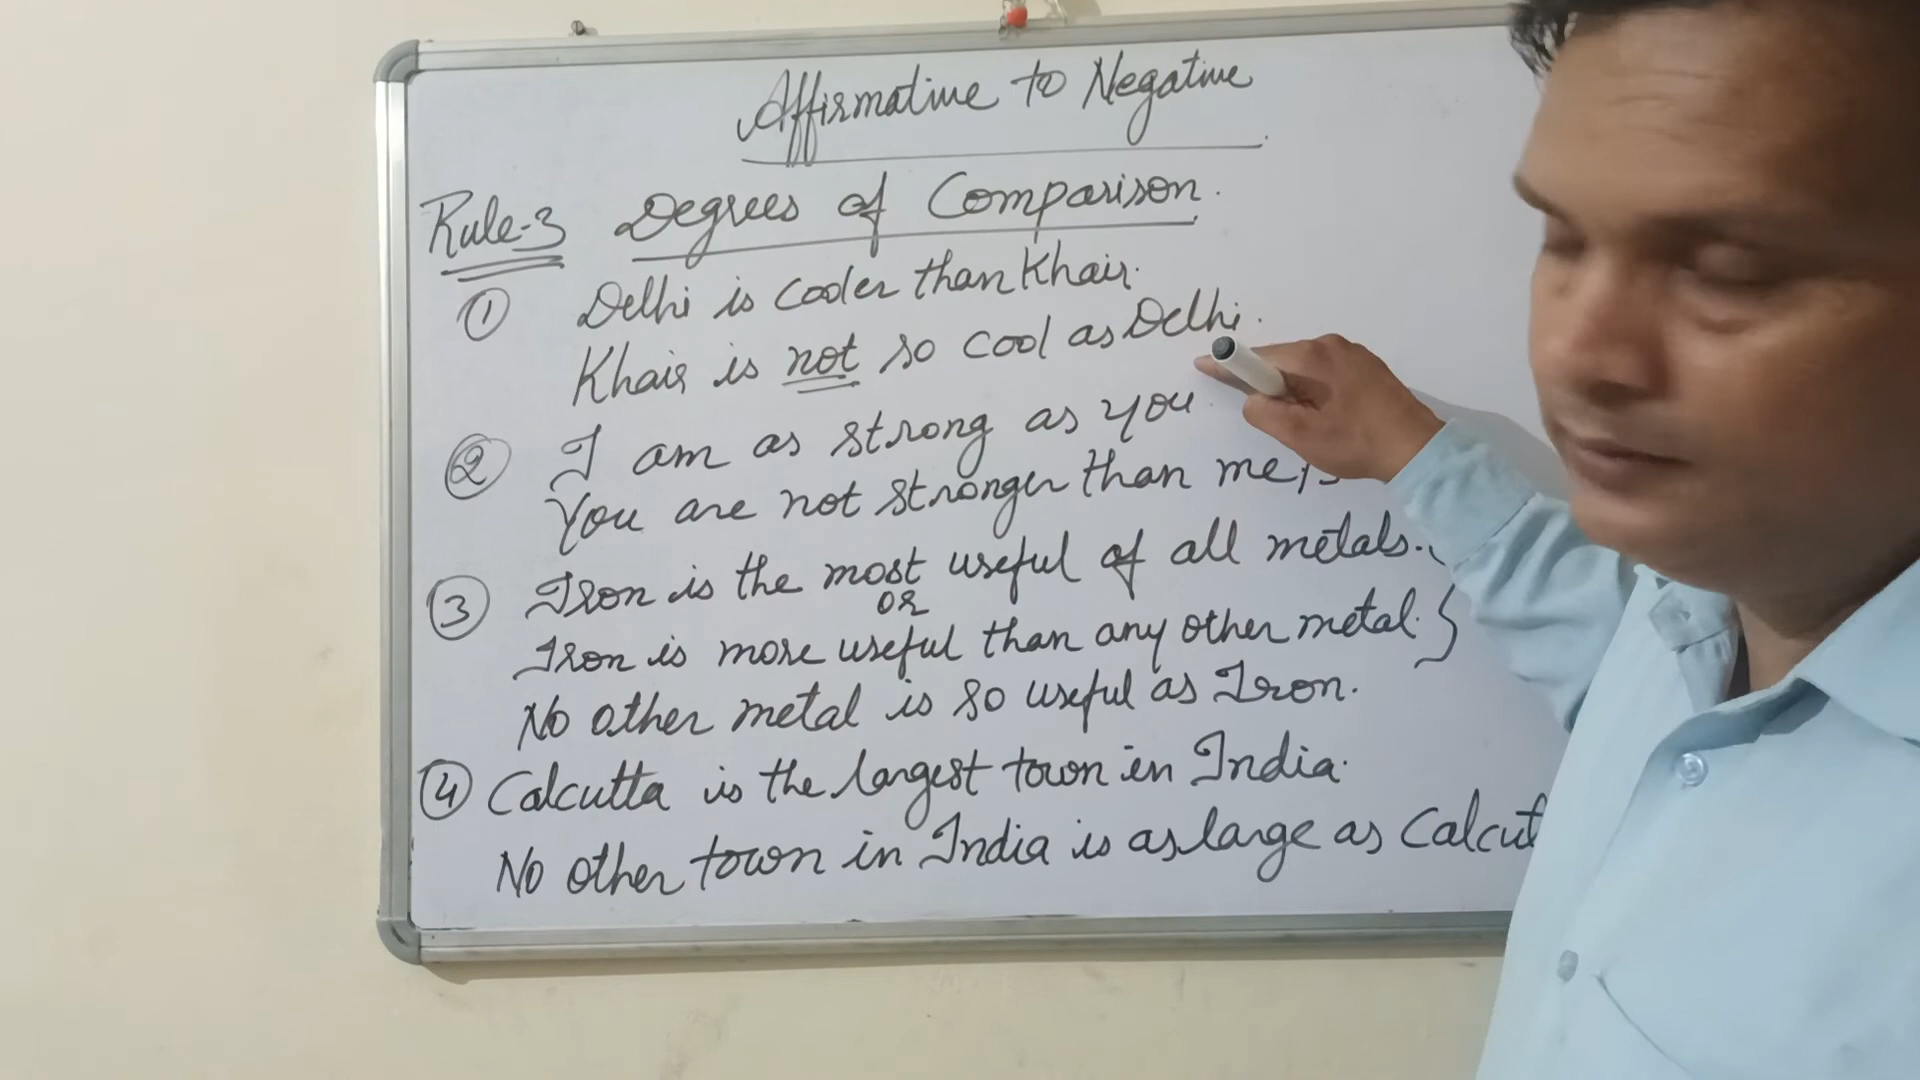 Affirmative to Negative
Rule-3 Degrees of Comparison.
① Delhi is cooler than Khair.
Khair is not so cool as Delhi.
② I am as strong as you.
You are not stronger than me/
③ Iron is the most useful of all metals.
OR
Iron is more useful than any other metal. }
No other metal is so useful as Iron.
④ Calcutta is the largest town in India.
No other town in India is as large as Calcut